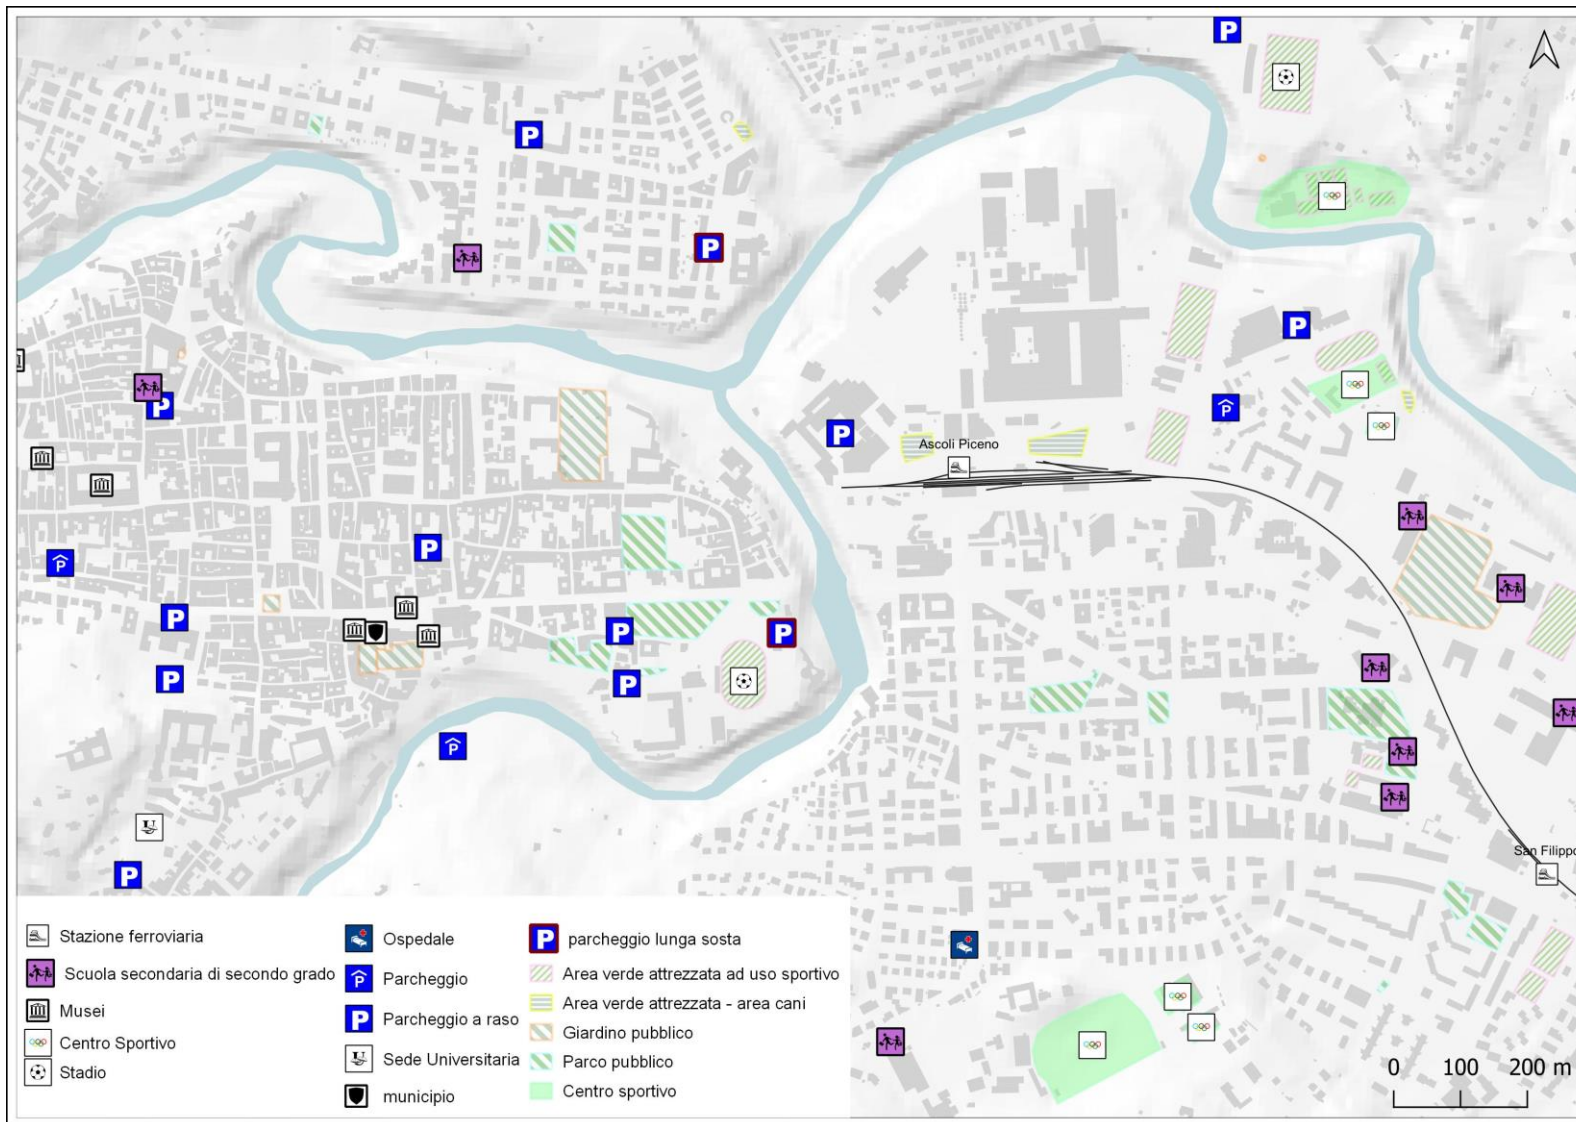 Ascoli Piceno
San Filippo
Stazione ferroviaria
Scuola secondaria di secondo grado
Musei
Centro Sportivo
Stadio
Ospedale
Parcheggio
Parcheggio a raso
Sede Universitaria
municipio
parcheggio lunga sosta
Area verde attrezzata ad uso sportivo
Area verde attrezzata - area cani
Giardino pubblico
Parco pubblico
Centro sportivo
0 100 200 m